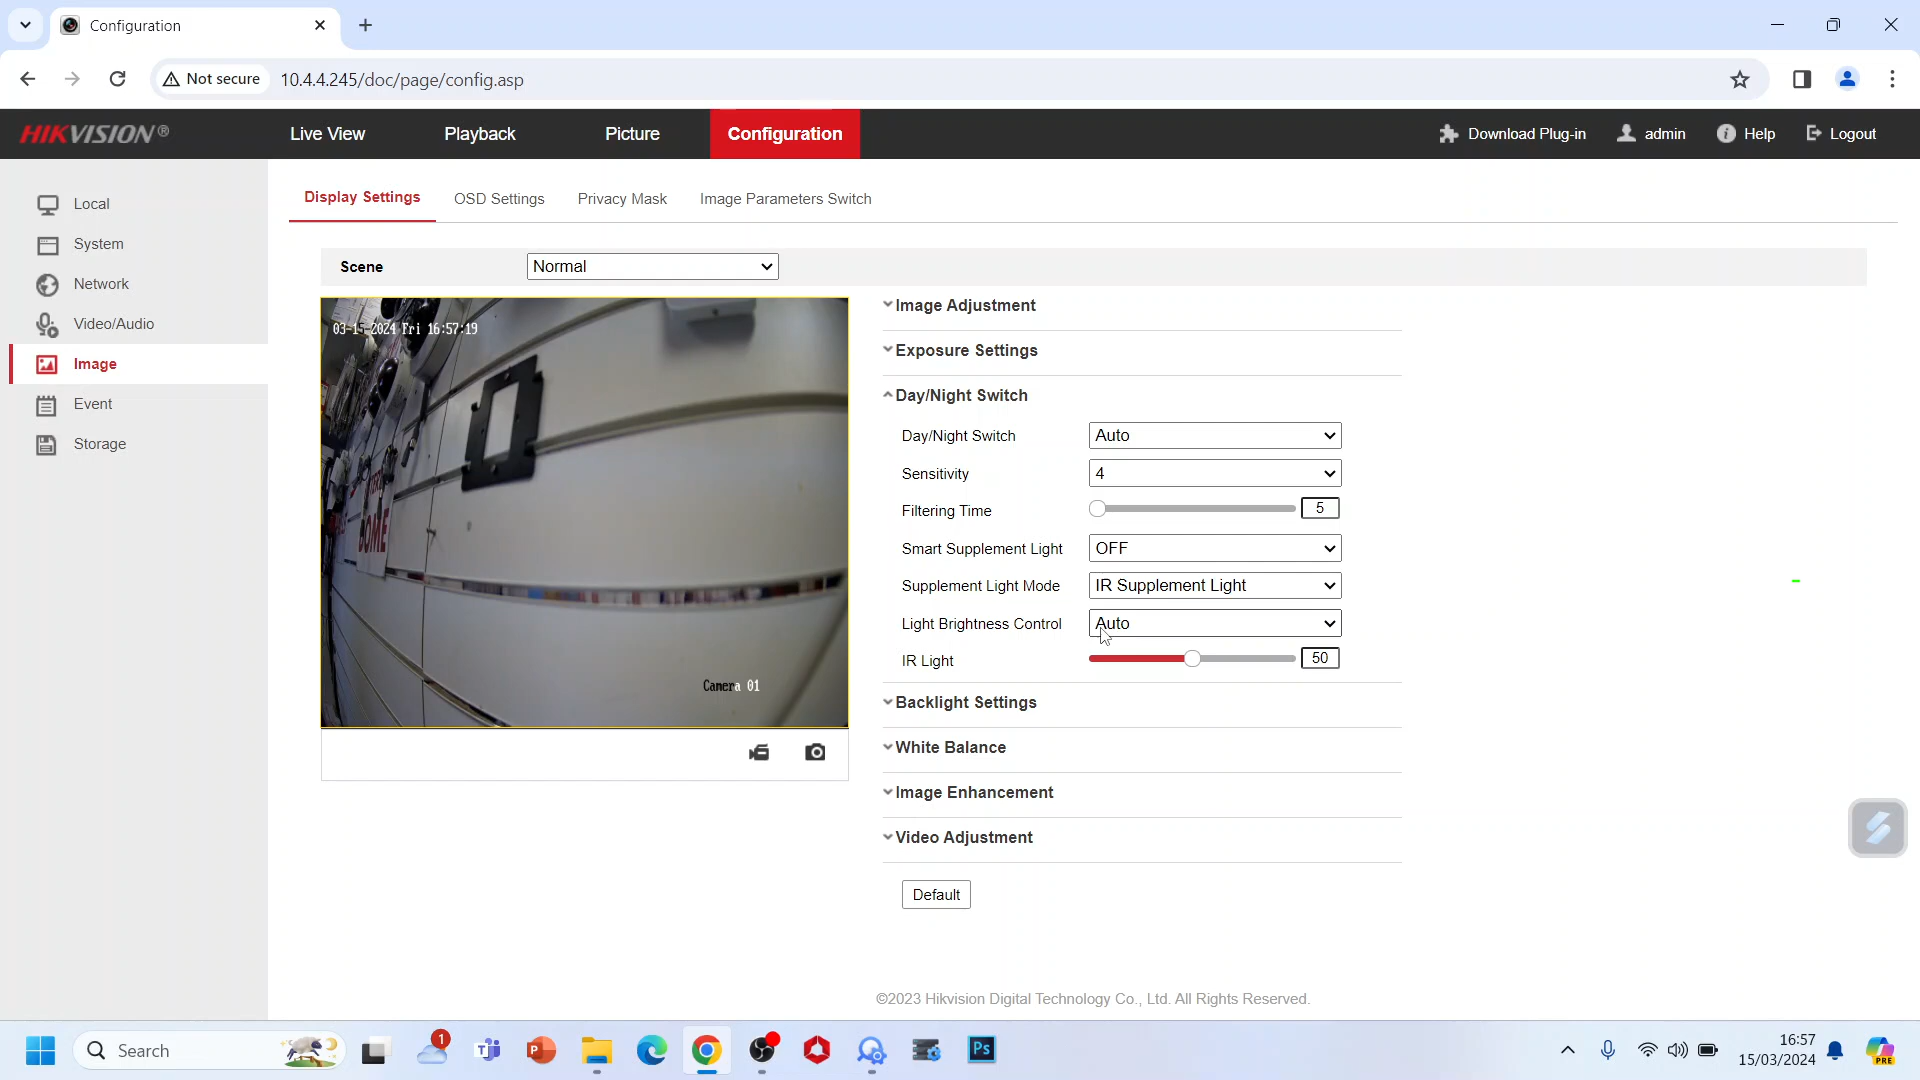 Configuration
Not secure
10.4.4.245/doc/page/config.asp
HIKVISION®
Live View
Playback
Picture
Configuration
Download Plug-in
admin
Help
Logout
Local
System
Network
Video/Audio
Image
Event
Storage
Display Settings
OSD Settings
Privacy Mask
Image Parameters Switch
Scene
Normal
03-15-2024 Fri 16:57:19
DOME
Camera 01
Image Adjustment
Exposure Settings
Day/Night Switch
Day/Night Switch
Auto
Sensitivity
4
Filtering Time
5
Smart Supplement Light
OFF
Supplement Light Mode
IR Supplement Light
Light Brightness Control
Auto
IR Light
50
Backlight Settings
White Balance
Image Enhancement
Video Adjustment
Default
©2023 Hikvision Digital Technology Co., Ltd. All Rights Reserved.
Search
1
Ps
16:57
15/03/2024
PRE